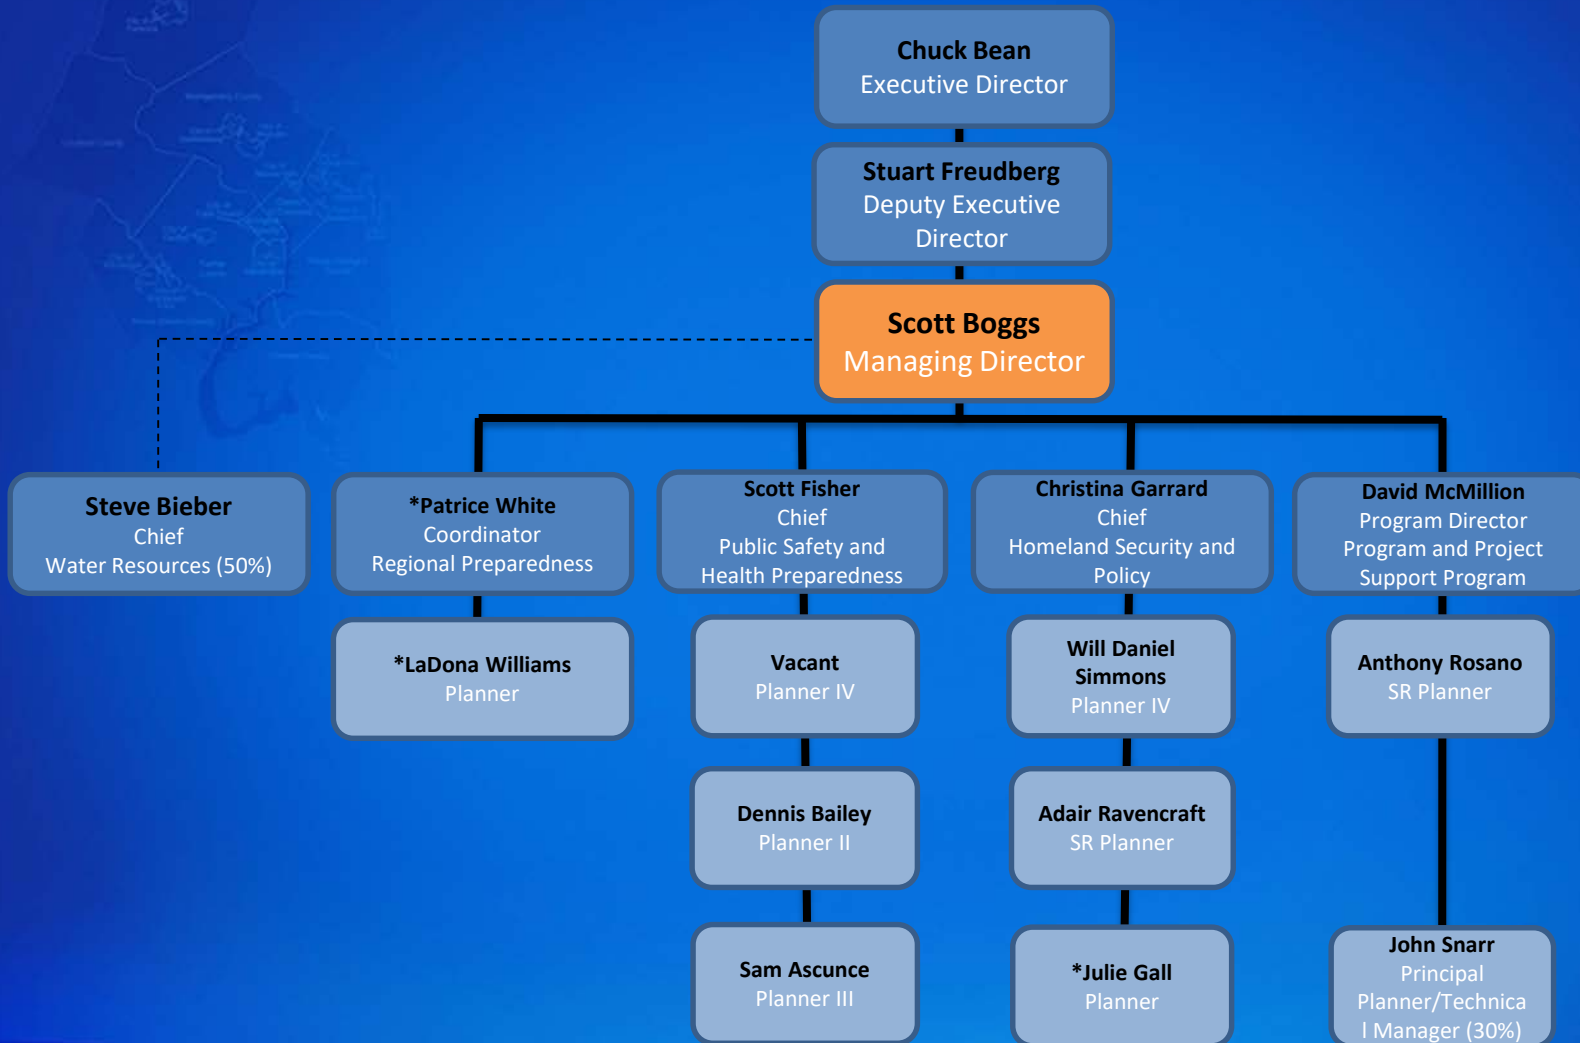 Chuck Bean
Executive Director
Stuart Freudberg
Deputy Executive
Director
Scott Boggs
Managing Director
Steve Bieber
Chief
Water Resources (50%)
*Patrice White
Coordinator
Regional Preparedness
Scott Fisher
Chief
Public Safety and
Health Preparedness
Christina Garrard
Chief
Homeland Security and
Policy
David McMillion
Program Director
Program and Project
Support Program
*LaDona Williams
Planner
Vacant
Planner IV
Will Daniel
Simmons
Planner IV
Anthony Rosano
SR Planner
Dennis Bailey
Planner II
Adair Ravencraft
SR Planner
Sam Ascunce
Planner III
*Julie Gall
Planner
John Snarr
Principal
Planner/Technica
l Manager (30%)